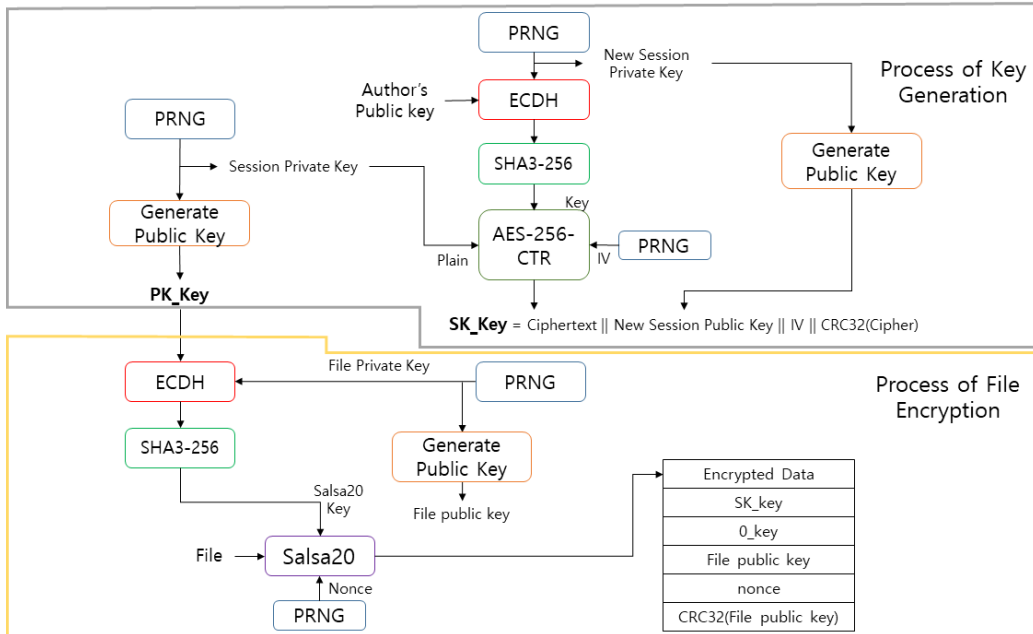 PRNG
New Session
Private Key
Process of Key
Generation
Author's
Public key
ECDH
PRNG
SHA3-256
Generate
Public Key
Session Private Key
Key
Generate
Public Key
AES-256-
CTR
PRNG
Plain
IV
PK_Key
SK_Key = Ciphertext || New Session Public Key || IV || CRC32(Cipher)
File Private Key
ECDH
PRNG
Process of File
Encryption
SHA3-256
Generate
Public Key
Encrypted Data
SK_key
0_key
File public key
nonce
CRC32(File public key)
Salsa20
Key
File public key
File
Salsa20
Nonce
PRNG